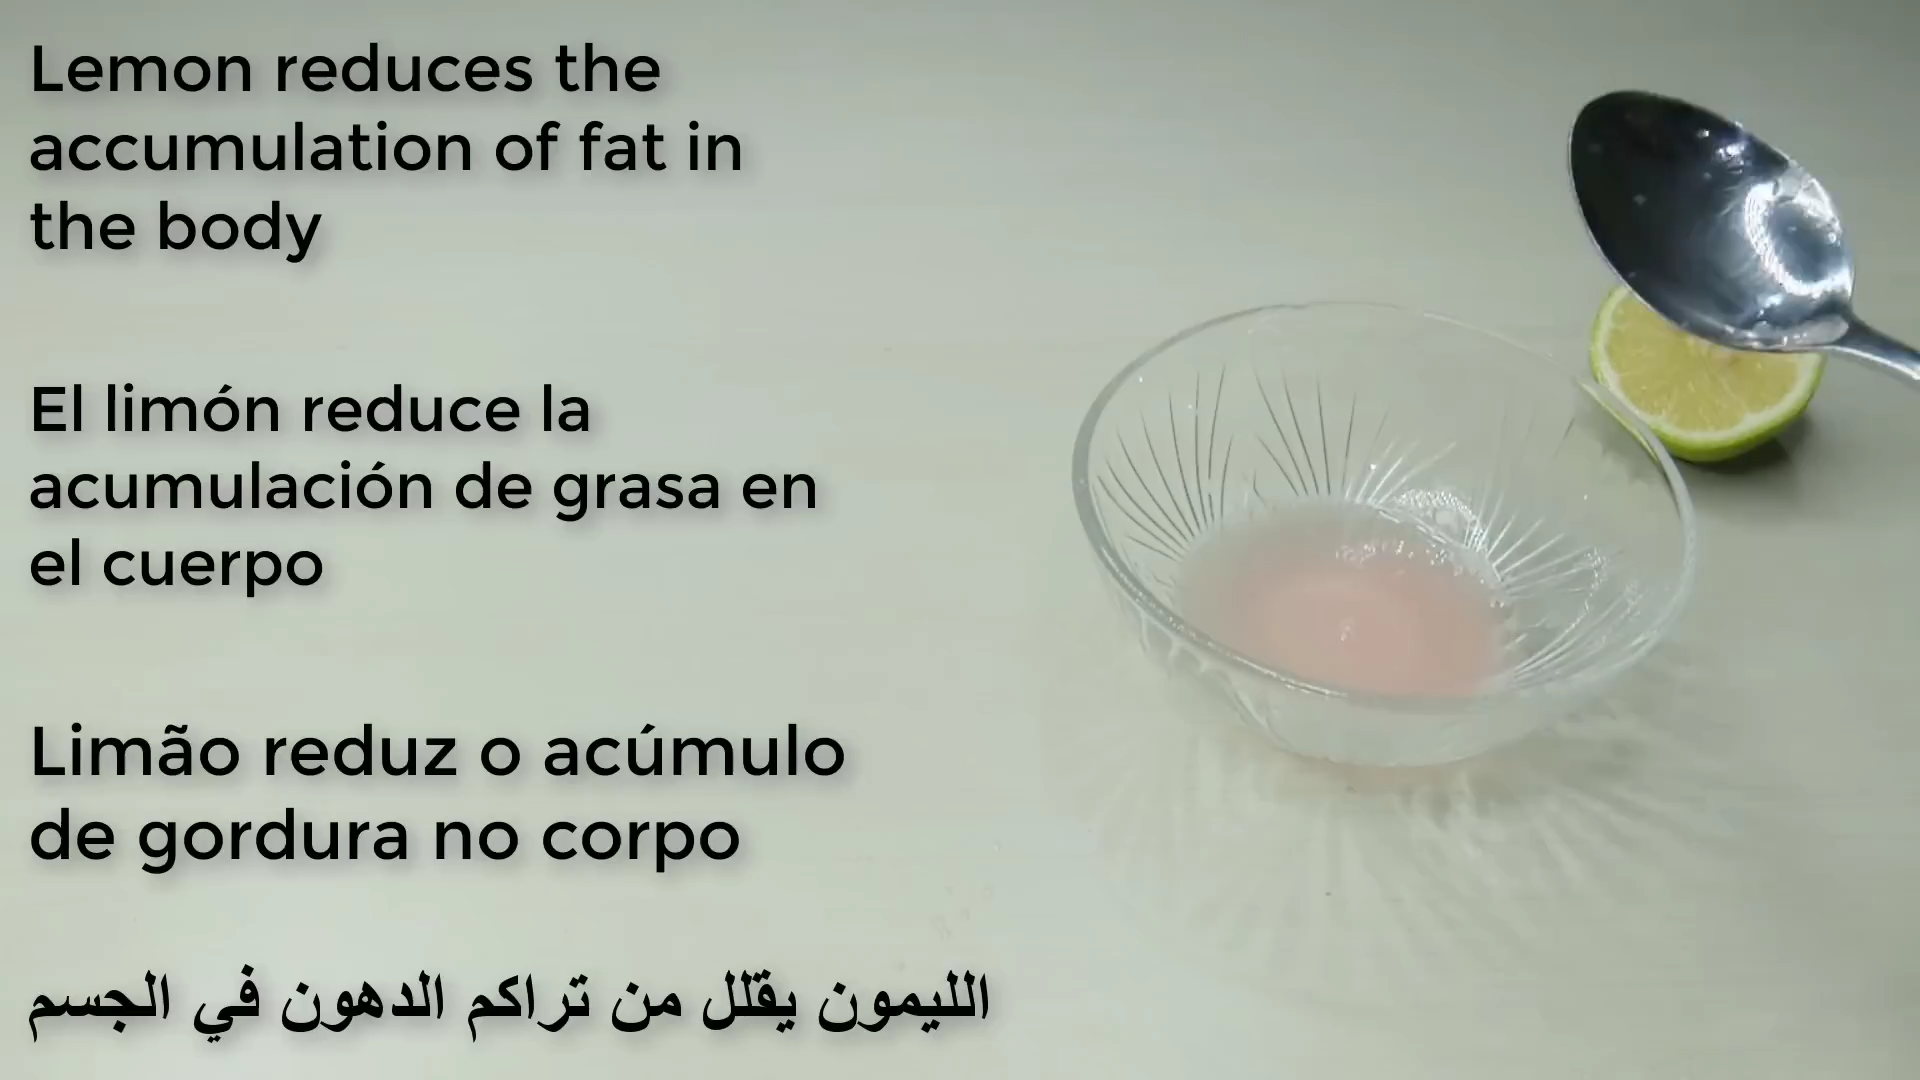 Lemon reduces the
accumulation of fat in
the body
El limón reduce la
acumulación de grasa en
el cuerpo
Limão reduz o acúmulo
de gordura no corpo
الليمون يقلل من تراكم الدهون في الجسم